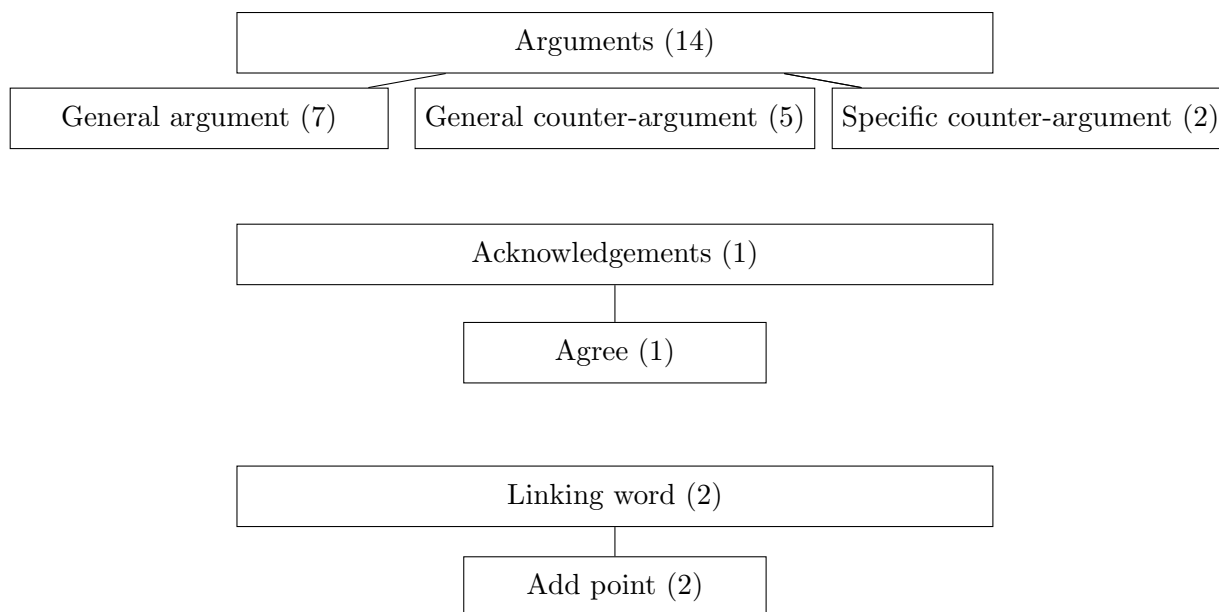 Arguments (14)
General argument (7)
General counter-argument (5)
Specific counter-argument (2)
Acknowledgements (1)
Agree (1)
Linking word (2)
Add point (2)